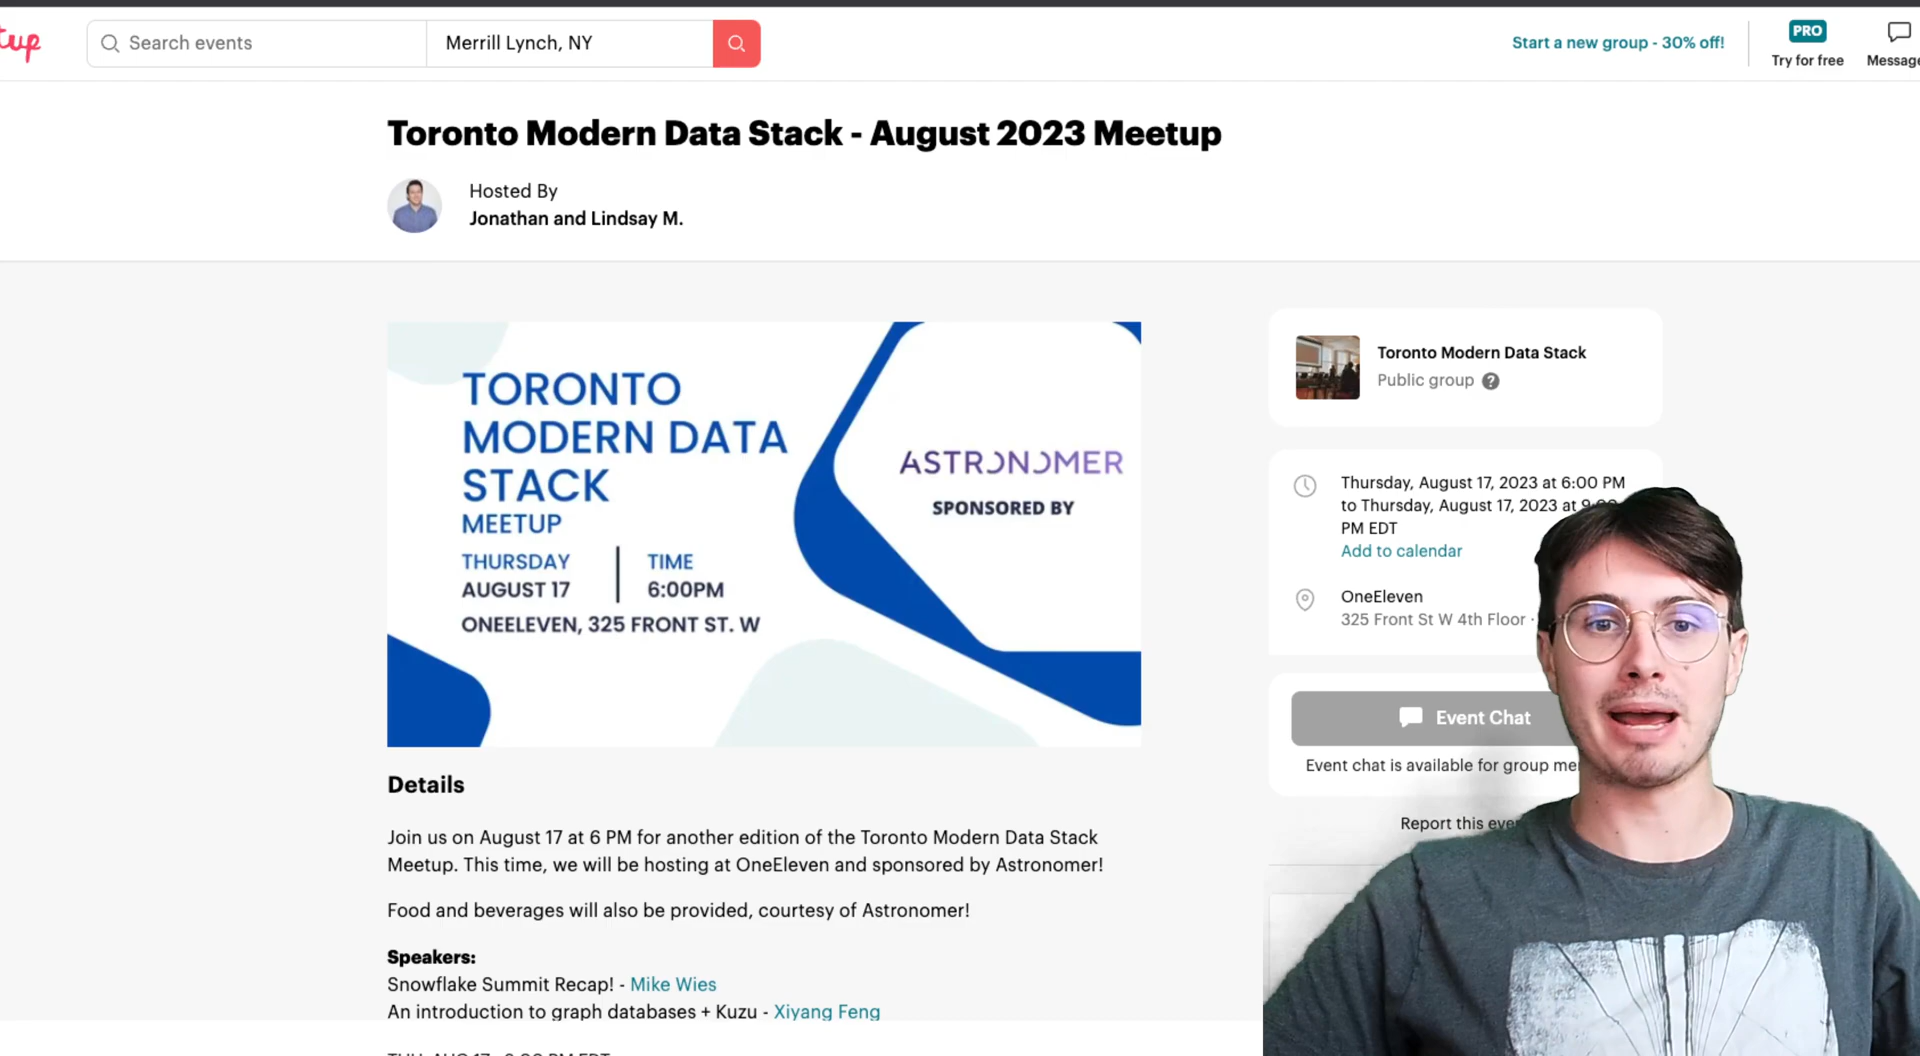 Search events
Merrill Lynch, NY
Start a new group - 30% off!
PRO
Try for free
Toronto Modern Data Stack - August 2023 Meetup
Hosted By
Jonathan and Lindsay M.
TORONTO
MODERN DATA
STACK
MEETUP
THURSDAY
AUGUST 17
TIME
6:00PM
ONEELEVEN, 325 FRONT ST. W
ASTRONOMER
SPONSORED BY
Toronto Modern Data Stack
Public group ?
Thursday, August 17, 2023 at 6:00 PM
to Thursday, August 17, 2023 at
PM EDT
Add to calendar
OneEleven
325 Front St W 4th Floor ·
Event Chat
Event chat is available for group
Report this
Details
Join us on August 17 at 6 PM for another edition of the Toronto Modern Data Stack
Meetup. This time, we will be hosting at OneEleven and sponsored by Astronomer!
Food and beverages will also be provided, courtesy of Astronomer!
Speakers:
Snowflake Summit Recap! - Mike Wies
An introduction to graph databases + Kuzu - Xiyang Feng